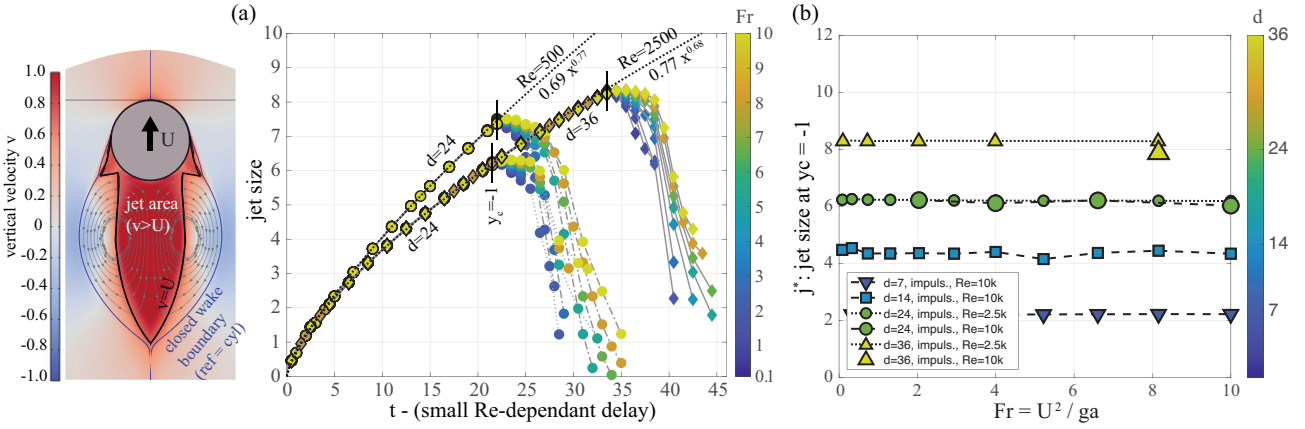 (a)
(b)
vertical velocity v
1.0
0.8
0.6
0.4
0.2
0
-0.2
-0.4
-0.6
-0.8
-1.0
U
jet area
(v>U)
v=U
closed wake
boundary
(ref = cyl)
jet size
9
8
7
6
5
4
3
2
1
0
0
5
10
15
20
25
30
35
40
45
t - (small Re-dependant delay)
Re=500
0.69 x^0.77
Re=2500
0.77 x^0.68
d=24
d=24
d=36
y_c=-1
Fr
10
9
8
7
6
5
4
3
2
1
0.1
j*: jet size at yc = -1
12
10
8
6
4
2
0
0
2
4
6
8
10
Fr = U² / ga
d=7, impuls., Re=10k
d=14, impuls., Re=10k
d=24, impuls., Re=2.5k
d=24, impuls., Re=10k
d=36, impuls., Re=2.5k
d=36, impuls., Re=10k
d
36
24
14
7